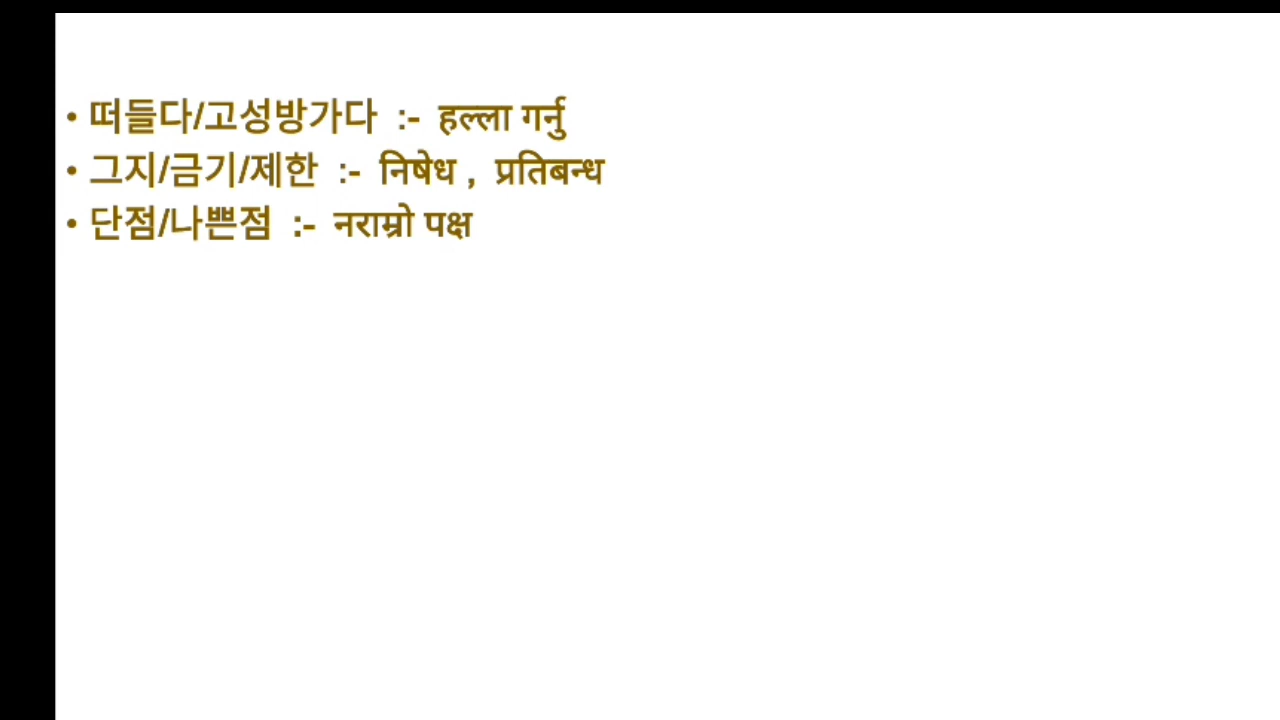 • 떠들다/고성방가다 :- हल्ला गर्नु
• 그지/금기/제한 :- निषेध , प्रतिबन्ध
• 단점/나쁜점 :- नराम्रो पक्ष